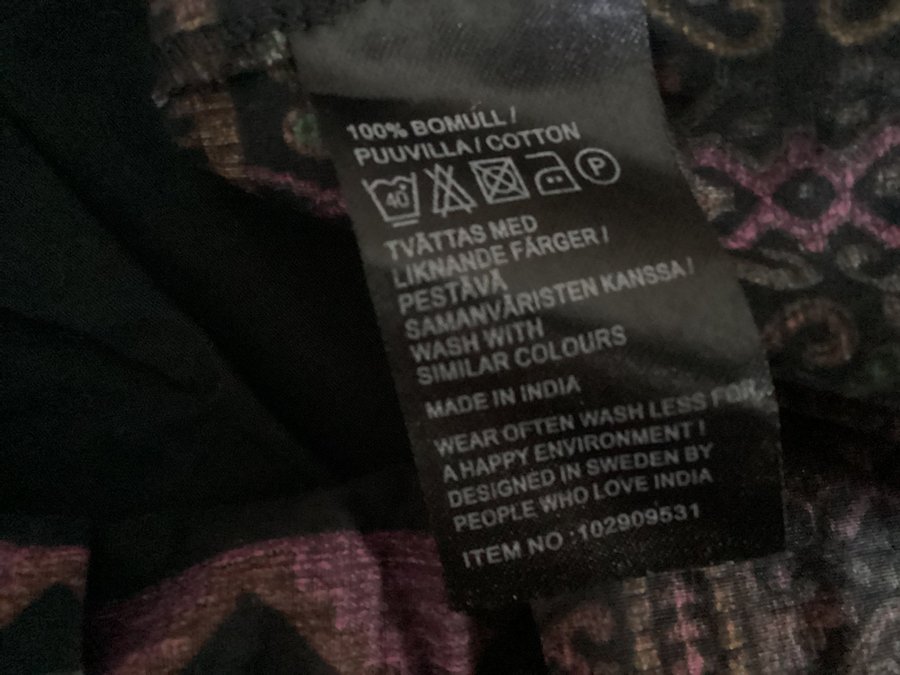 100% BOMULL /
PUUVILLA / COTTON
40 P
TVÄTTAS MED
LIKNANDE FÄRGER /
PESTÄVÄ
SAMANVÄRISTEN KANSSA /
WASH WITH
SIMILAR COLOURS
MADE IN INDIA
WEAR OFTEN WASH LESS FOR
A HAPPY ENVIRONMENT !
DESIGNED IN SWEDEN BY
PEOPLE WHO LOVE INDIA
ITEM NO :102909531